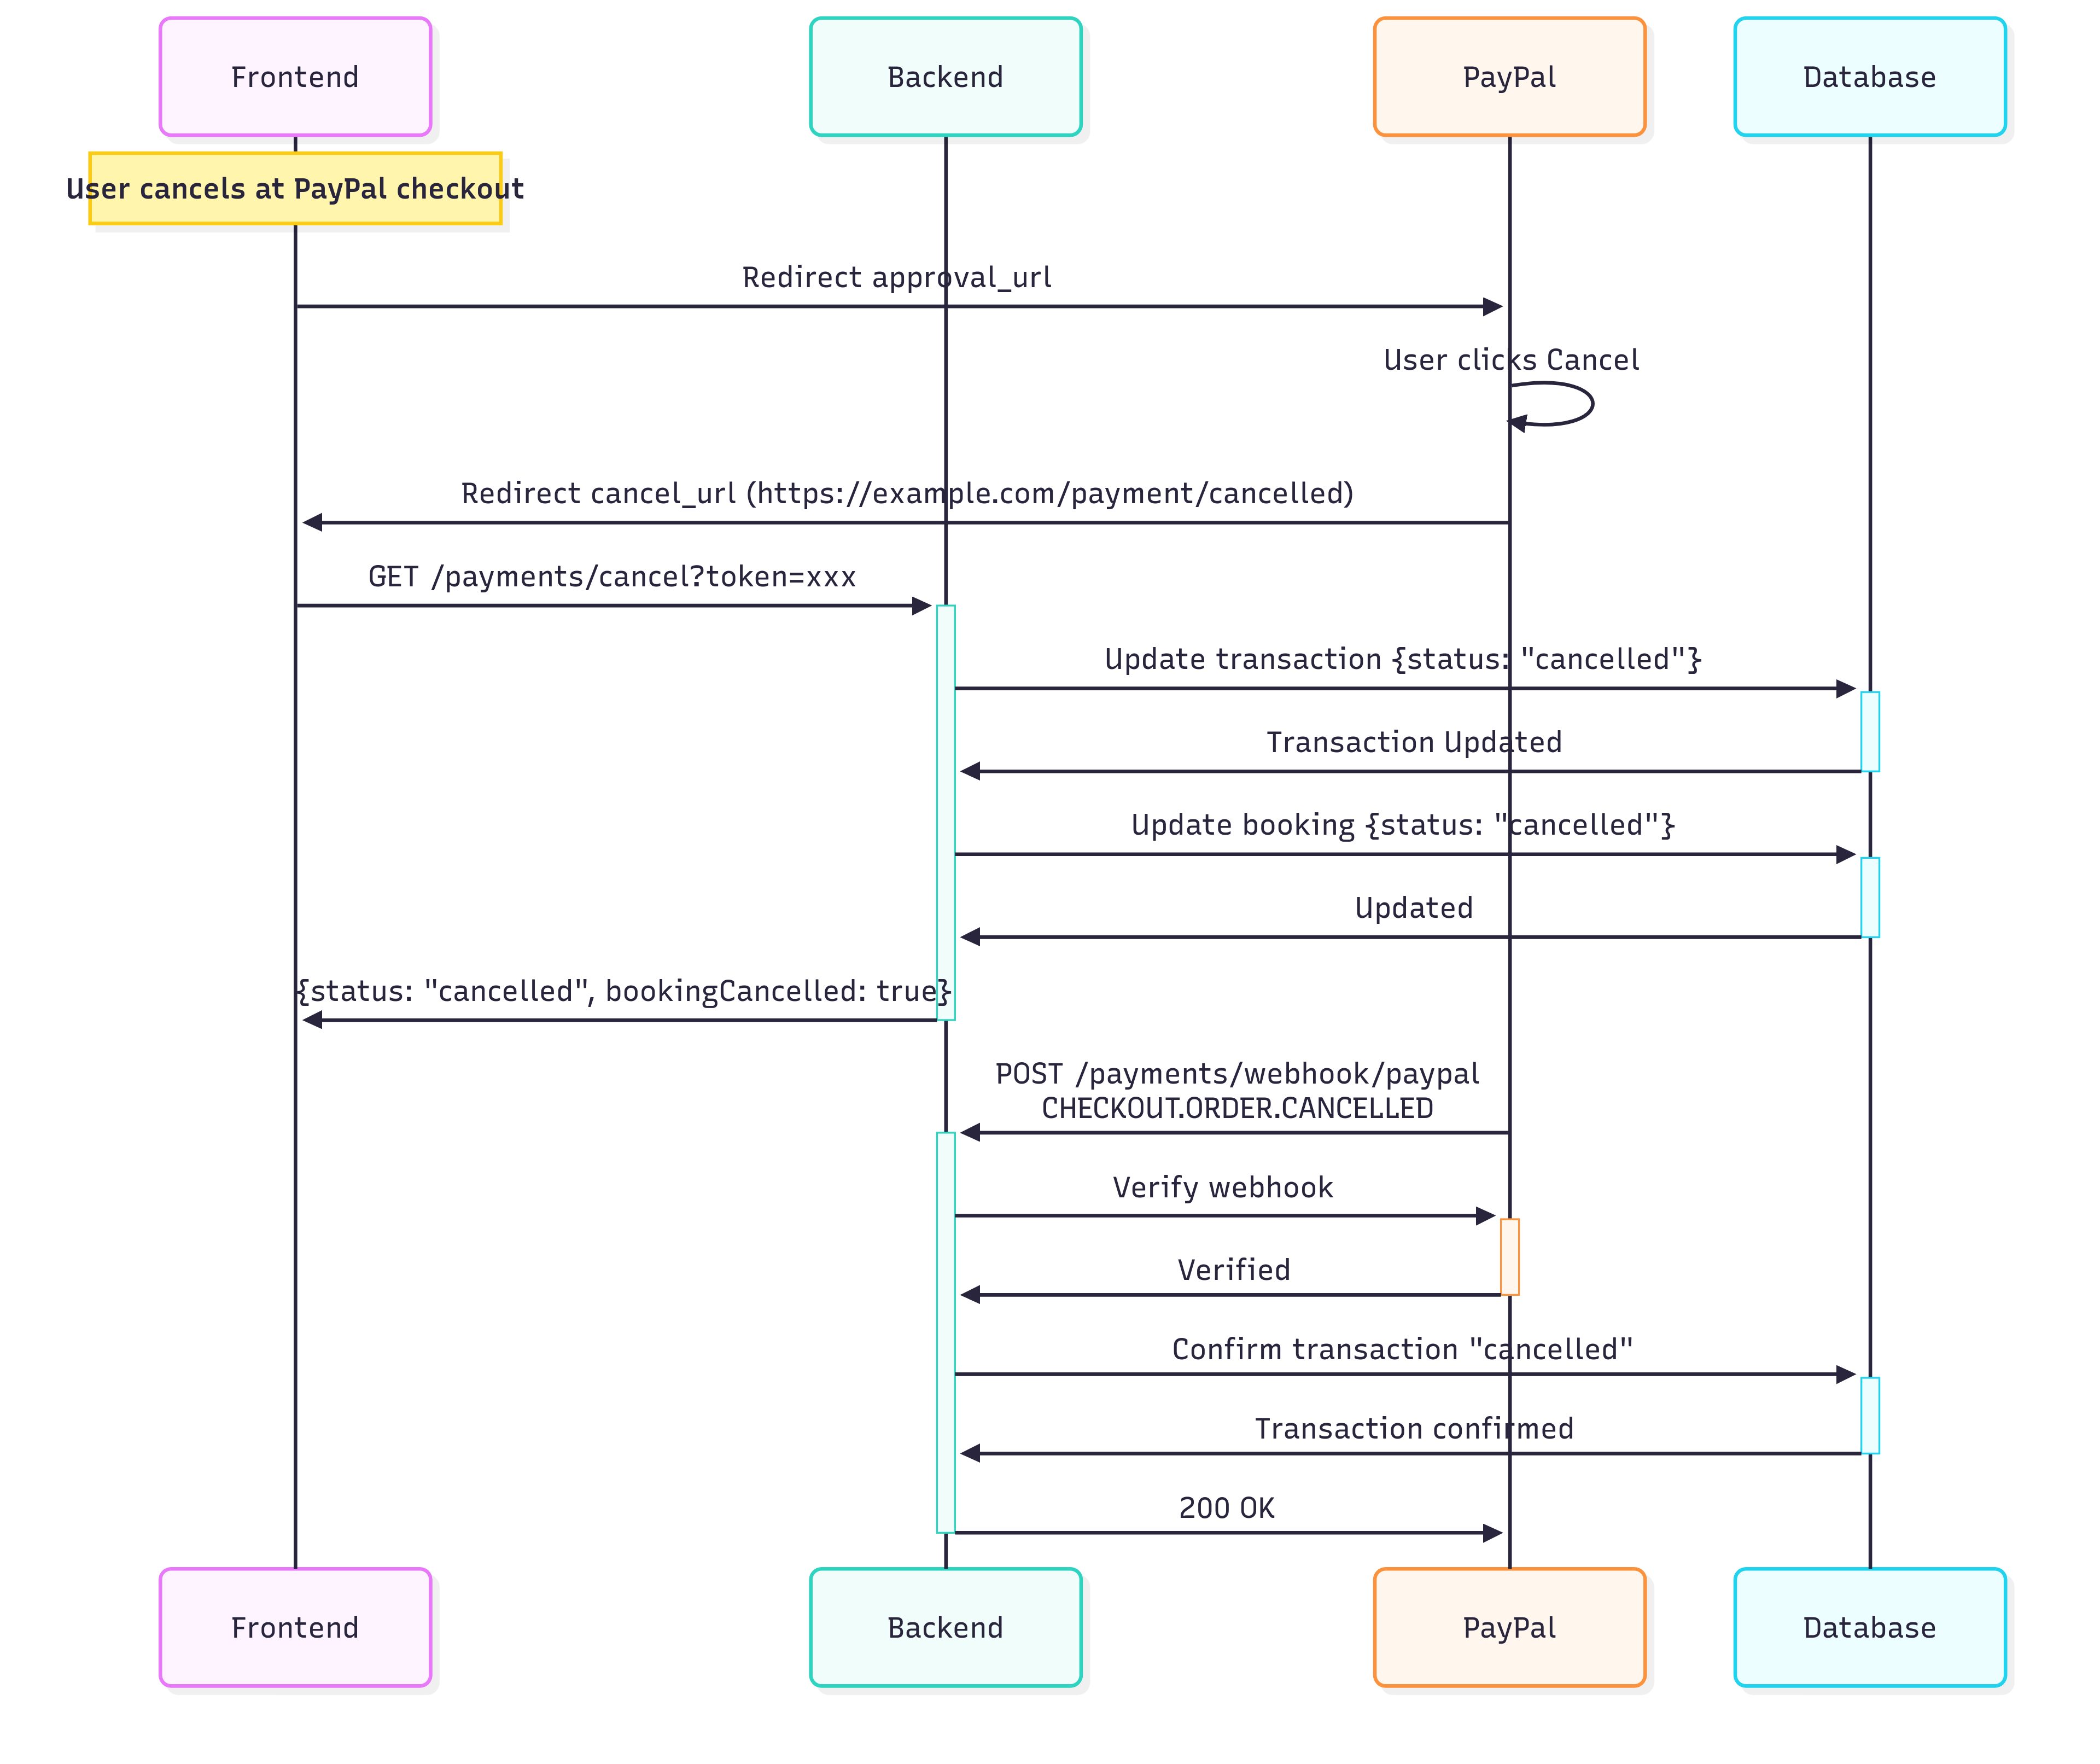 Frontend
Backend
PayPal
Database
User cancels at PayPal checkout
Redirect approval_url
User clicks Cancel
Redirect cancel_url (https://example.com/payment/cancelled)
GET /payments/cancel?token=xxx
Update transaction {status: "cancelled"}
Transaction Updated
Update booking {status: "cancelled"}
Updated
{status: "cancelled", bookingCancelled: true}
POST /payments/webhook/paypal
CHECKOUT.ORDER.CANCELLED
Verify webhook
Verified
Confirm transaction "cancelled"
Transaction confirmed
200 OK
Frontend
Backend
PayPal
Database